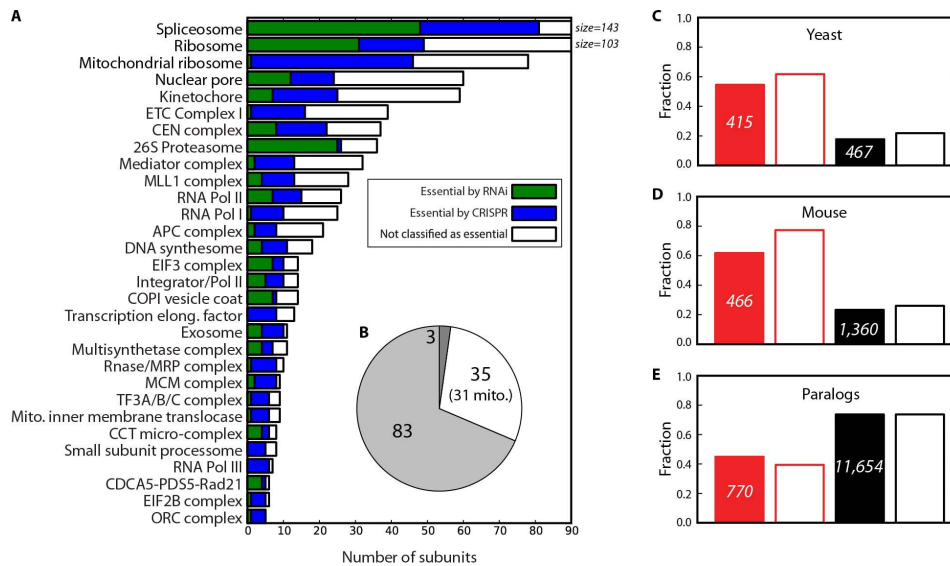 A
Spliceosome
size=143
Ribosome
size=103
Mitochondrial ribosome
Nuclear pore
Kinetochore
ETC Complex I
CEN complex
26S Proteasome
Mediator complex
MLL1 complex
RNA Pol II
RNA Pol I
APC complex
DNA synthesome
EIF3 complex
Integrator/Pol II
COPI vesicle coat
Transcription elong. factor
Exosome
Multisynthetase complex
Rnase/MRP complex
MCM complex
TF3A/B/C complex
Mito. inner membrane translocase
CCT micro-complex
Small subunit processome
RNA Pol III
CDCA5-PDS5-Rad21
EIF2B complex
ORC complex
0 10 20 30 40 50 60 70 80 90
Number of subunits
Essential by RNAi
Essential by CRISPR
Not classified as essential
B
3
35
(31 mito.)
83
C
Yeast
Fraction
1.0
0.8
0.6
0.4
0.2
0.0
415
467
D
Mouse
Fraction
1.0
0.8
0.6
0.4
0.2
0.0
466
1,360
E
Paralogs
Fraction
1.0
0.8
0.6
0.4
0.2
0.0
770
11,654